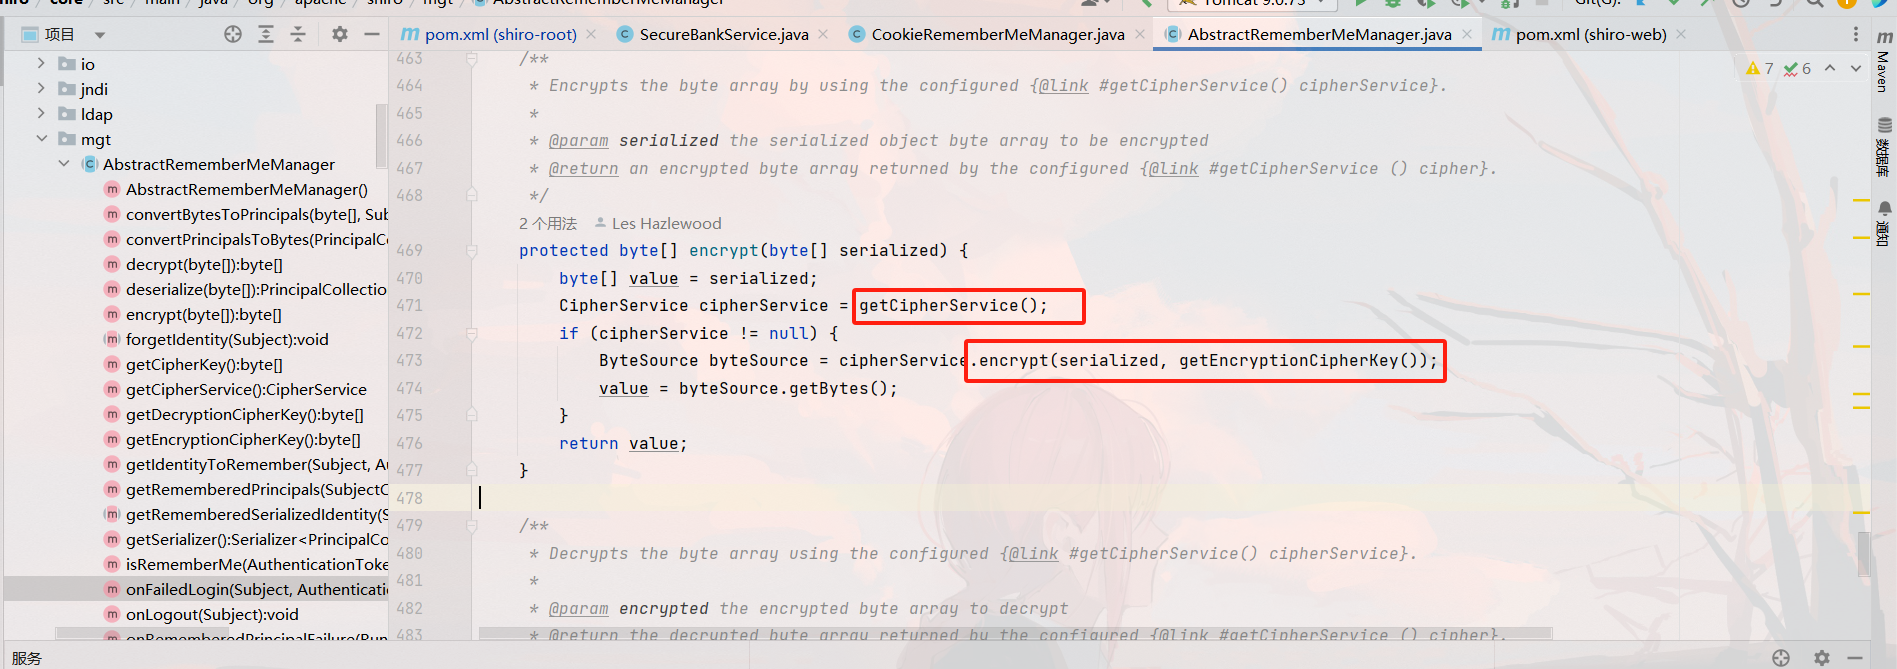 shiro / core / src / main / java / org / apache / shiro / mgt / AbstractRememberMeManager
Tomcat 9.0.73
Git(G):
项目
pom.xml (shiro-root)
SecureBankService.java
CookieRememberMeManager.java
AbstractRememberMeManager.java
pom.xml (shiro-web)
io
jndi
ldap
mgt
AbstractRememberMeManager
AbstractRememberMeManager()
convertBytesToPrincipals(byte[], Sub
convertPrincipalsToBytes(PrincipalCo
decrypt(byte[]):byte[]
deserialize(byte[]):PrincipalCollectio
encrypt(byte[]):byte[]
forgetIdentity(Subject):void
getCipherKey():byte[]
getCipherService():CipherService
getDecryptionCipherKey():byte[]
getEncryptionCipherKey():byte[]
getIdentityToRemember(Subject, Au
getRememberedPrincipals(SubjectC
getRememberedSerializedIdentity(S
getSerializer():Serializer<PrincipalCo
isRememberMe(AuthenticationToke
onFailedLogin(Subject, Authenticati
onLogout(Subject):void
onRememberedPrincipalFailure(Run
463 /**
464 * Encrypts the byte array by using the configured {@link #getCipherService() cipherService}.
465 *
466 * @param serialized the serialized object byte array to be encrypted
467 * @return an encrypted byte array returned by the configured {@link #getCipherService () cipher}.
468 */
2 个用法 Les Hazlewood
469 protected byte[] encrypt(byte[] serialized) {
470 byte[] value = serialized;
471 CipherService cipherService = getCipherService();
472 if (cipherService != null) {
473 ByteSource byteSource = cipherService.encrypt(serialized, getEncryptionCipherKey());
474 value = byteSource.getBytes();
475 }
476 return value;
477 }
478
479 /**
480 * Decrypts the byte array using the configured {@link #getCipherService() cipherService}.
481 *
482 * @param encrypted the encrypted byte array to decrypt
483 * @return the decrypted byte array returned by the configured {@link #getCipherService () cipher}.
7 6
Maven
数据库
通知
服务